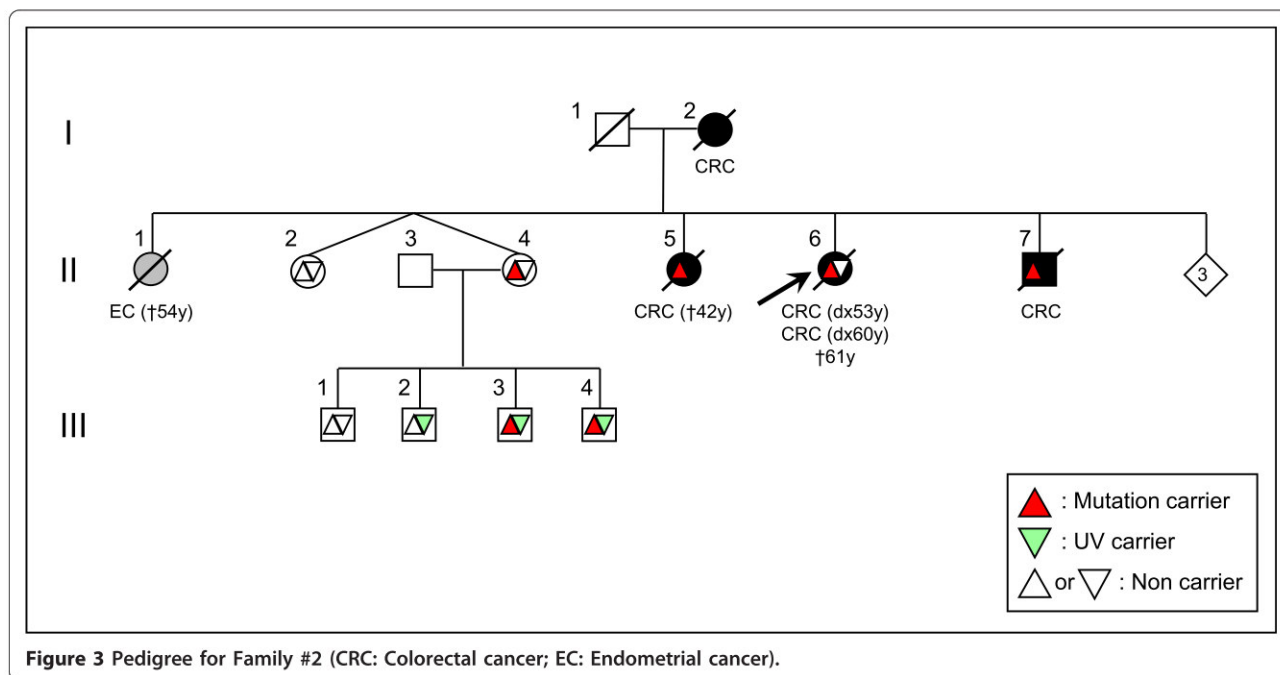 I
1
2
CRC
II
1
2
3
4
5
6
7
3
EC (†54y)
CRC (†42y)
CRC (dx53y)
CRC (dx60y)
†61y
CRC
III
1
2
3
4
: Mutation carrier
: UV carrier
or : Non carrier
Figure 3 Pedigree for Family #2 (CRC: Colorectal cancer; EC: Endometrial cancer).